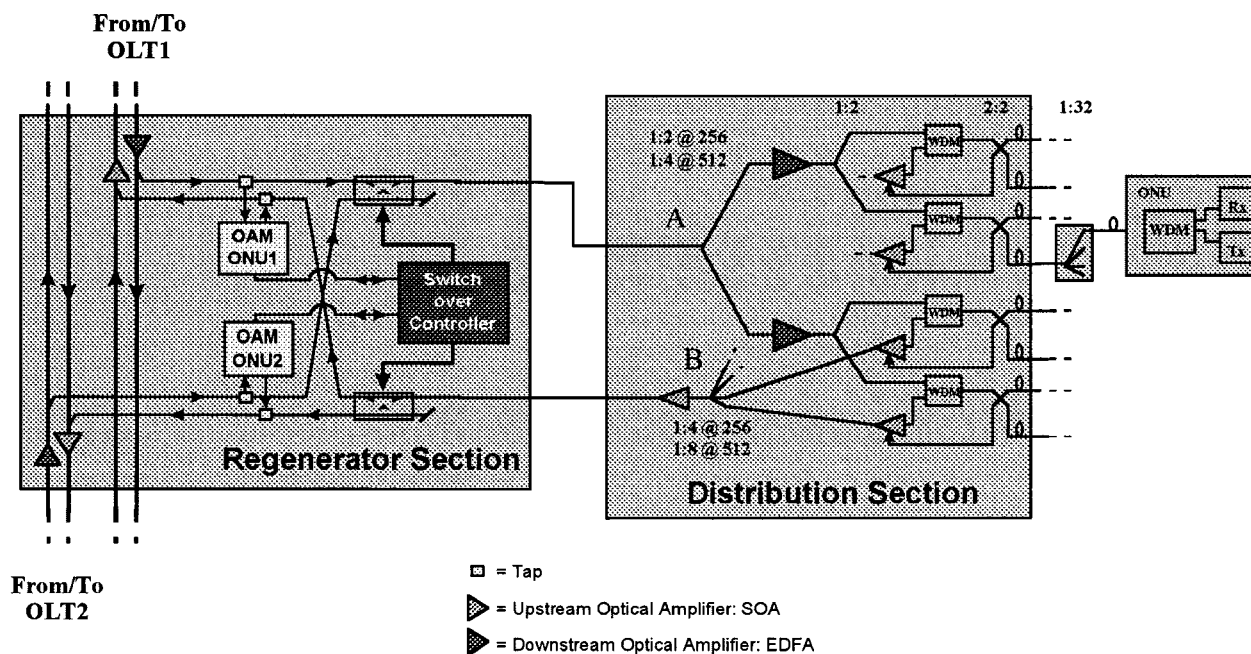 From/To
OLT1
1:2
2:2
1:32
1:2 @ 256
1:4 @ 512
WDM
WDM
WDM
WDM
A
B
ONU
WDM
Rx
Tx
OAM
ONU1
Switch
over
Controller
OAM
ONU2
1:4 @ 256
1:8 @ 512
Regenerator Section
Distribution Section
From/To
OLT2
= Tap
= Upstream Optical Amplifier: SOA
= Downstream Optical Amplifier: EDFA